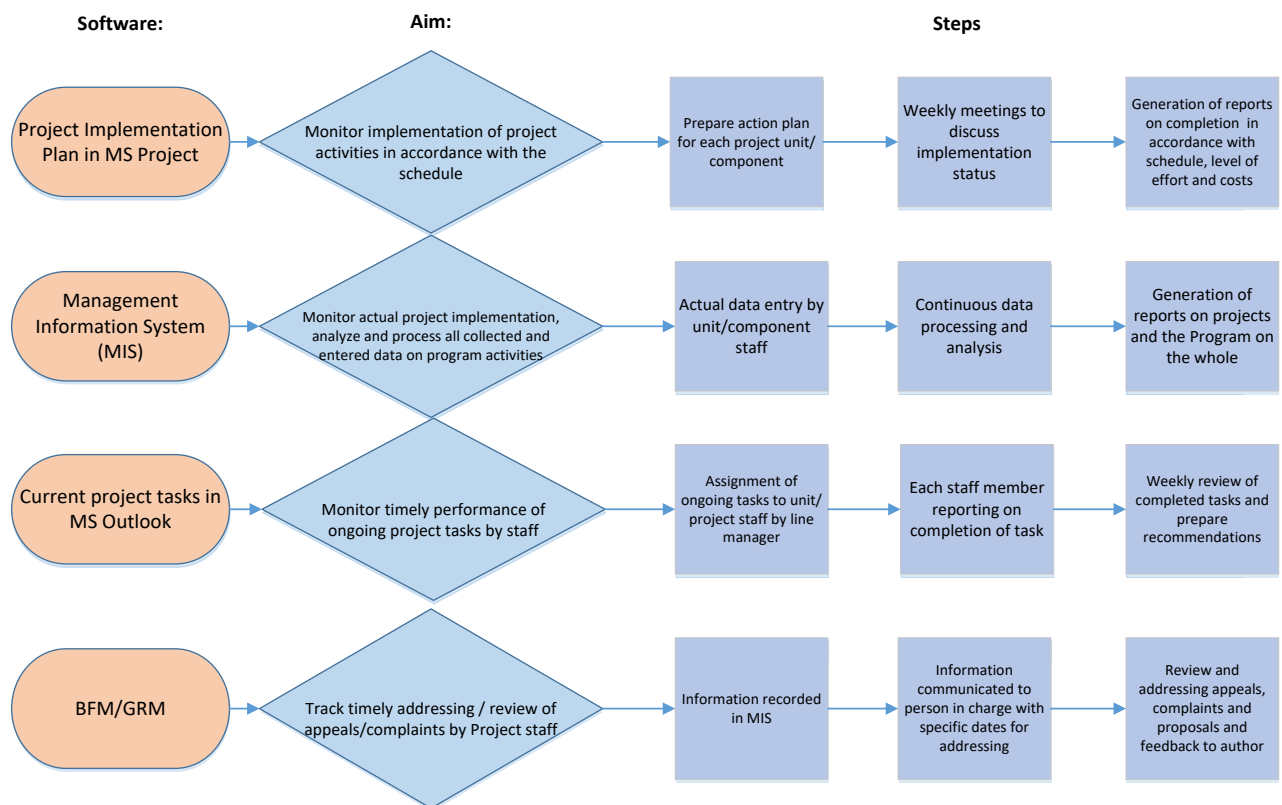 Software:
Aim:
Steps
Project Implementation
Plan in MS Project
Monitor implementation of project
activities in accordance with the
schedule
Prepare action plan
for each project unit/
component
Weekly meetings to
discuss
implementation
status
Generation of reports
on completion in
accordance with
schedule, level of
effort and costs
Management
Information System
(MIS)
Monitor actual project implementation,
analyze and process all collected and
entered data on program activities
Actual data entry by
unit/component
staff
Continuous data
processing and
analysis
Generation of
reports on projects
and the Program on
the whole
Current project tasks in
MS Outlook
Monitor timely performance of
ongoing project tasks by staff
Assignment of
ongoing tasks to unit/
project staff by line
manager
Each staff member
reporting on
completion of task
Weekly review of
completed tasks and
prepare
recommendations
BFM/GRM
Track timely addressing / review of
appeals/complaints by Project staff
Information recorded
in MIS
Information
communicated to
person in charge with
specific dates for
addressing
Review and
addressing appeals,
complaints and
proposals and
feedback to author